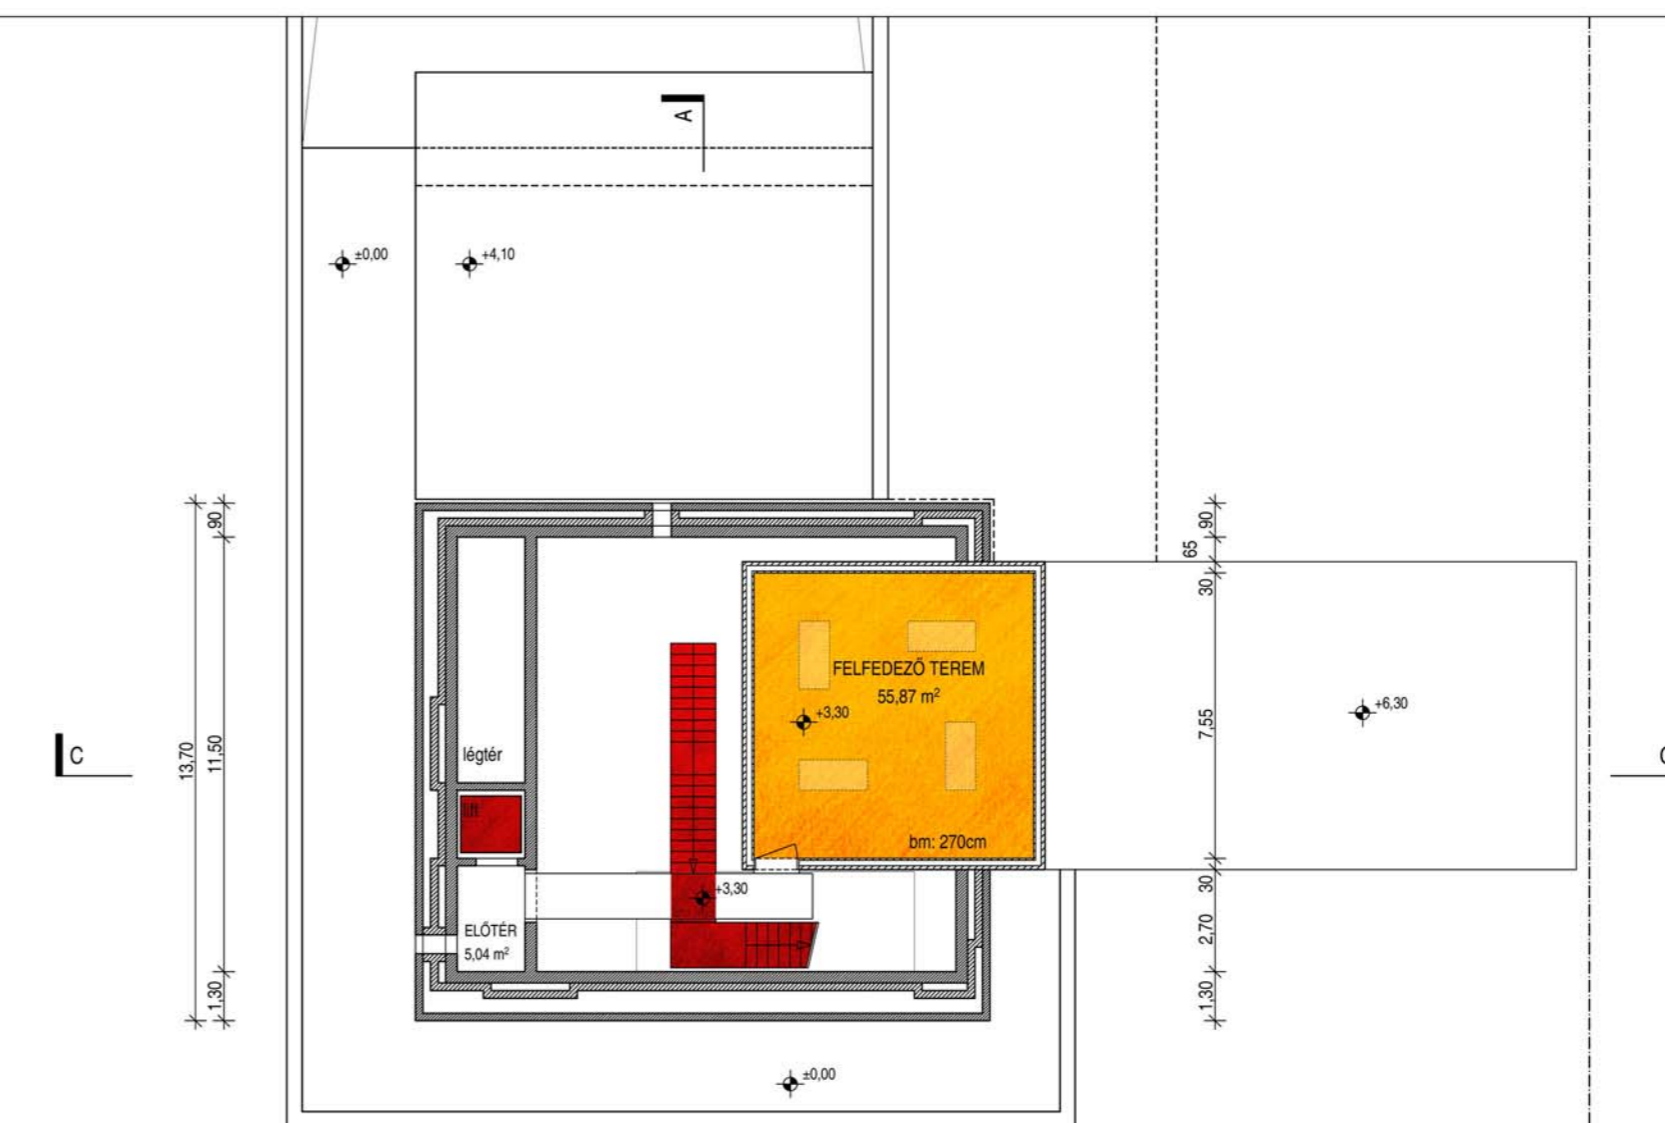 A
±0,00
+4,10
90
13,70
11,50
1,30
90
65
30
7,55
30
2,70
1,30
FELFEDEZŐ TEREM
55,87 m²
+3,30
bm: 270cm
+6,30
légtér
lift
C
+3,30
ELŐTÉR
5,04 m²
±0,00